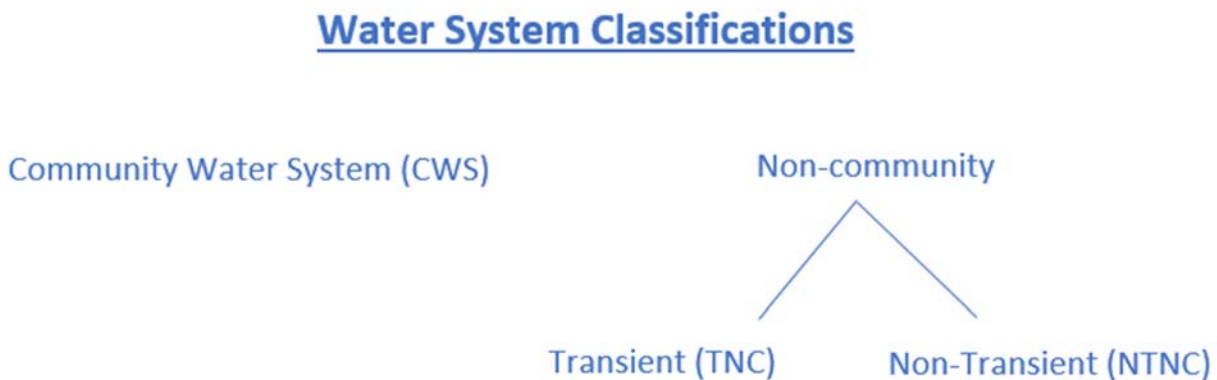 Water System Classifications
Community Water System (CWS)
Non-community
Transient (TNC)
Non-Transient (NTNC)